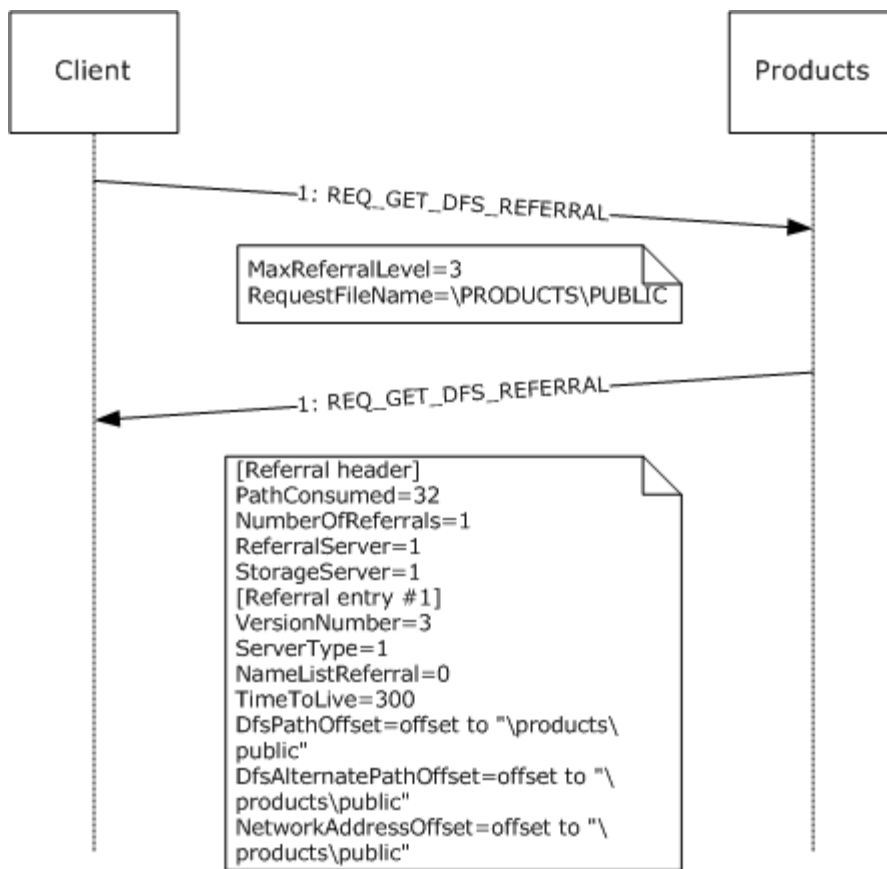 Client
Products
1: REQ_GET_DFS_REFERRAL
MaxReferralLevel=3
RequestFileName=\PRODUCTS\PUBLIC
1: REQ_GET_DFS_REFERRAL
[Referral header]
PathConsumed=32
NumberOfReferrals=1
ReferralServer=1
StorageServer=1
[Referral entry #1]
VersionNumber=3
ServerType=1
NameListReferral=0
TimeToLive=300
DfsPathOffset=offset to "\products\
public"
DfsAlternatePathOffset=offset to "\
products\public"
NetworkAddressOffset=offset to "\
products\public"